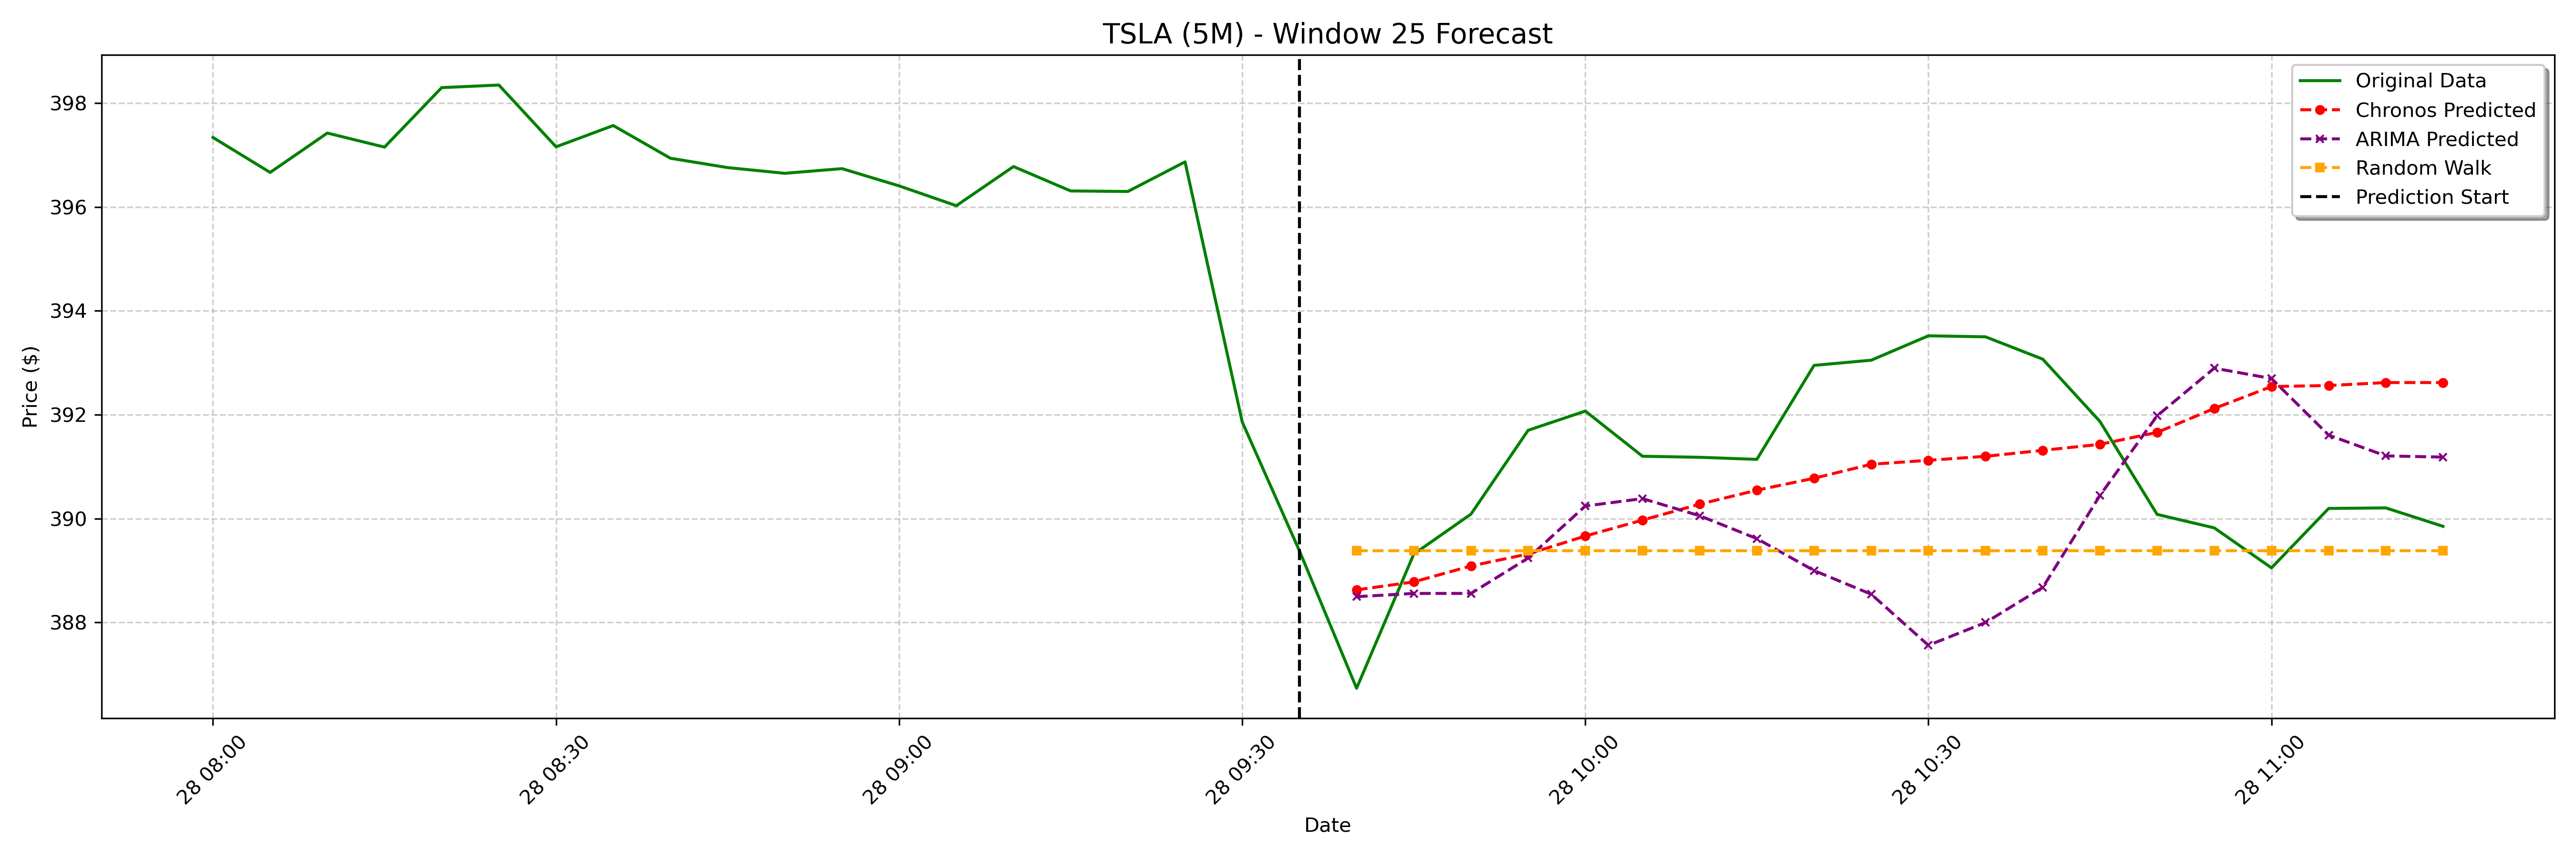 TSLA (5M) - Window 25 Forecast
Original Data
Chronos Predicted
ARIMA Predicted
Random Walk
Prediction Start
Price ($)
398
396
394
392
390
388
28 08:00
28 08:30
28 09:00
28 09:30
28 10:00
28 10:30
28 11:00
Date